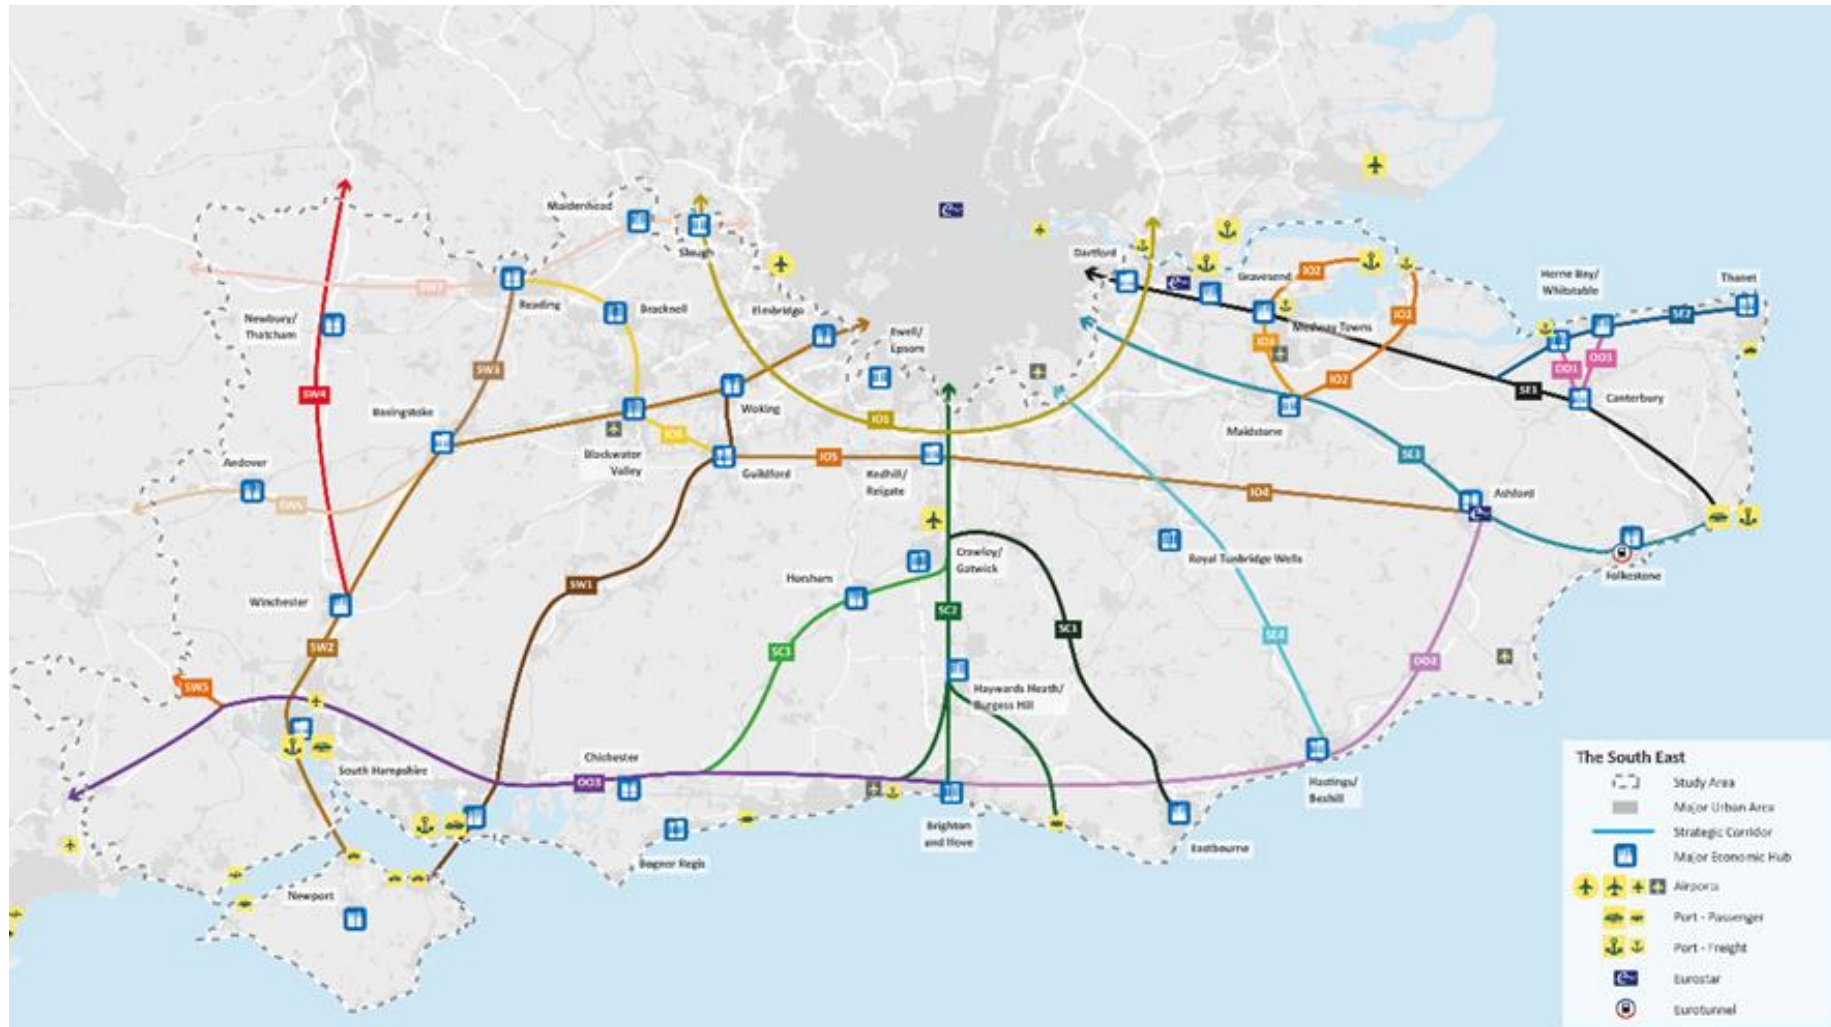 Maidenhead
Slough
Dartford
Gravesend
IO2
Herne Bay/
Whitstable
Thanet
SE2
Reading
Bracknell
Elmbridge
Newbury/
Thatcham
Ewell/
Epsom
Medway Towns
IO2
OO1
OO1
SW3
SW4
IO2
SE1
Canterbury
Basingstoke
Woking
IO1
Maidstone
Blackwater
Valley
Guildford
IO5
Redhill/
Reigate
SE3
Andover
IO4
Ashford
Crawley/
Gatwick
Royal Tunbridge Wells
Folkestone
Horsham
SW1
Winchester
SC2
SC1
SE4
SW2
SC3
OO2
SW5
Haywards Heath/
Burgess Hill
South Hampshire
Chichester
OO3
Hastings/
Bexhill
Brighton
and Hove
Eastbourne
Bognor Regis
Newport
The South East
Study Area
Major Urban Area
Strategic Corridor
Major Economic Hub
Airports
Port - Passenger
Port - Freight
Eurostar
Eurotunnel